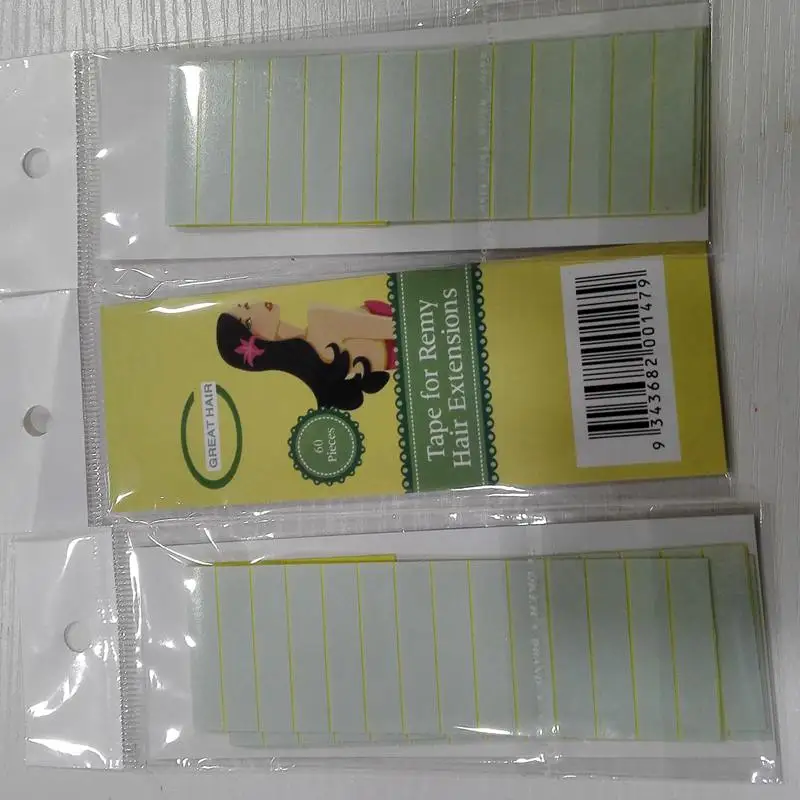 GREAT HAIR
60
Pieces
Tape for Remy
Hair Extensions
9 343682 001479